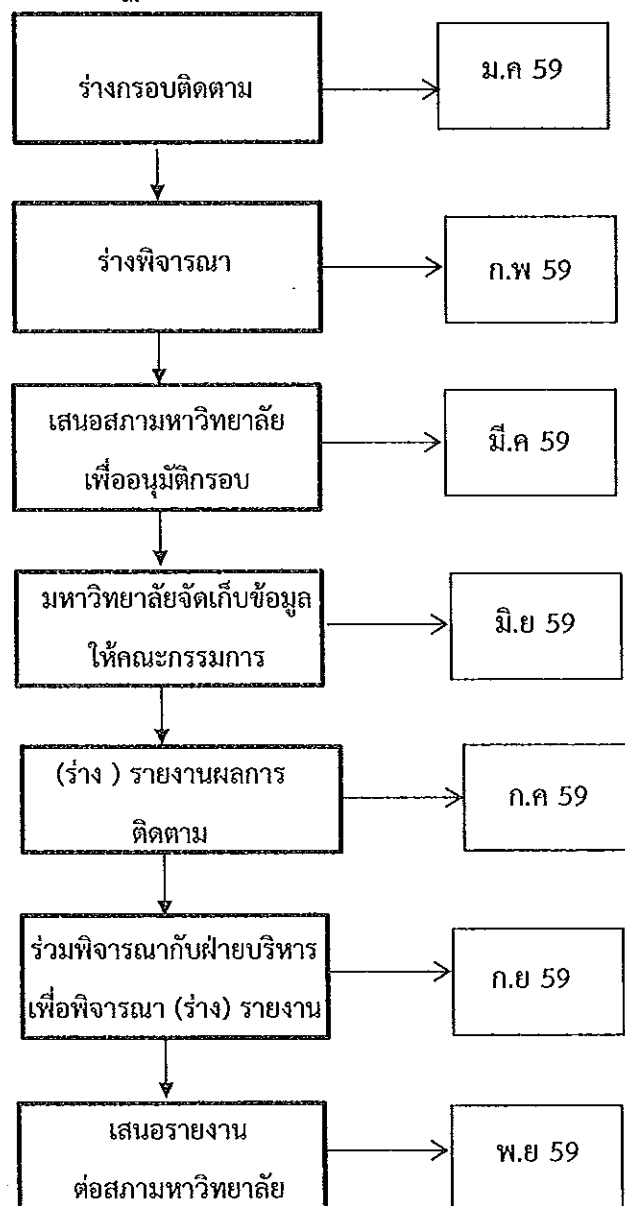 ร่างกรอบติดตาม
ม.ค 59
ร่างพิจารณา
ก.พ 59
เสนอสภามหาวิทยาลัย
เพื่ออนุมัติกรอบ
มี.ค 59
มหาวิทยาลัยจัดเก็บข้อมูล
ให้คณะกรรมการ
มิ.ย 59
(ร่าง ) รายงานผลการ
ติดตาม
ก.ค 59
ร่วมพิจารณากับฝ่ายบริหาร
เพื่อพิจารณา (ร่าง) รายงาน
ก.ย 59
เสนอรายงาน
ต่อสภามหาวิทยาลัย
พ.ย 59